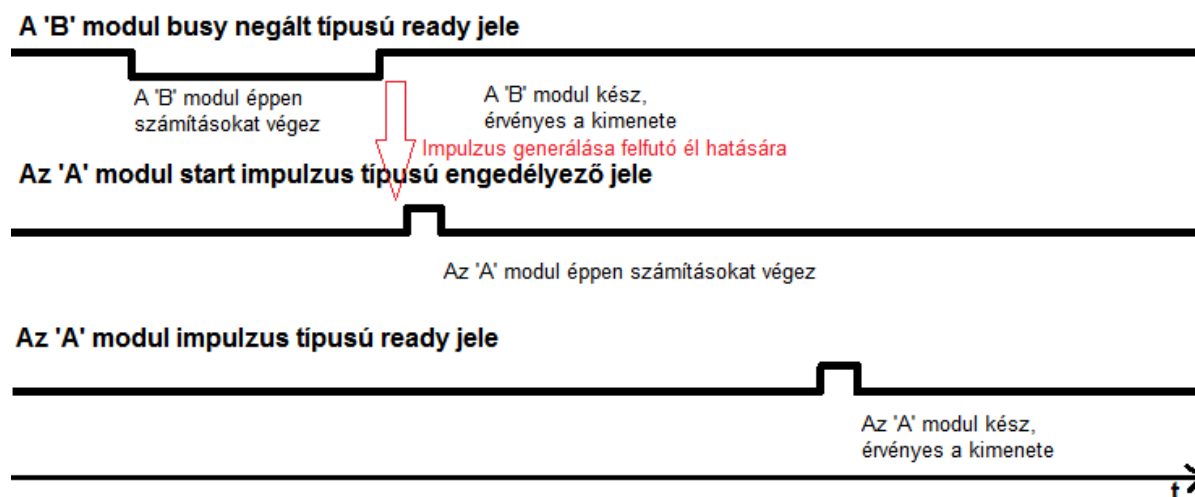 A 'B' modul busy negált típusú ready jele
A 'B' modul éppen
számításokat végez
A 'B' modul kész,
érvényes a kimenete
Impulzus generálása felfutó él hatására
Az 'A' modul start impulzus típusú engedélyező jele
Az 'A' modul éppen számításokat végez
Az 'A' modul impulzus típusú ready jele
Az 'A' modul kész,
érvényes a kimenete
t